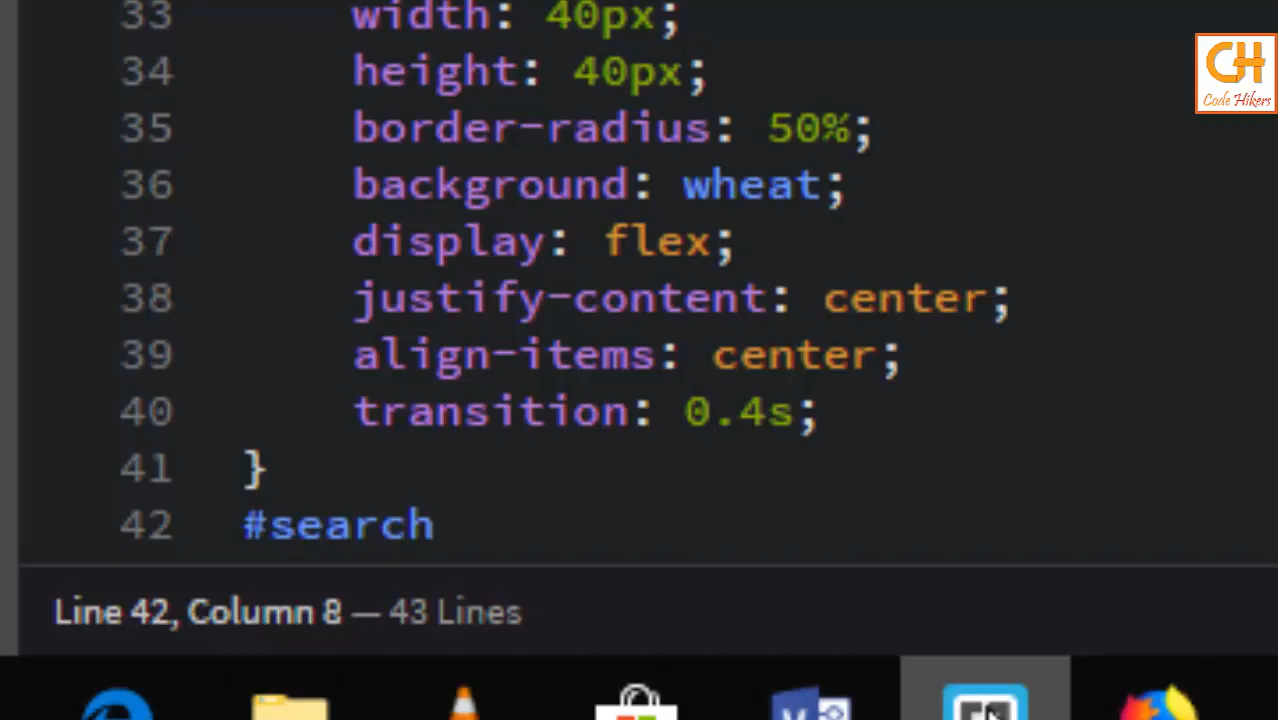 33 width: 40px;
34 height: 40px;
35 border-radius: 50%;
36 background: wheat;
37 display: flex;
38 justify-content: center;
39 align-items: center;
40 transition: 0.4s;
41 }
42 #search
Line 42, Column 8 — 43 Lines
CH
Code Hikers